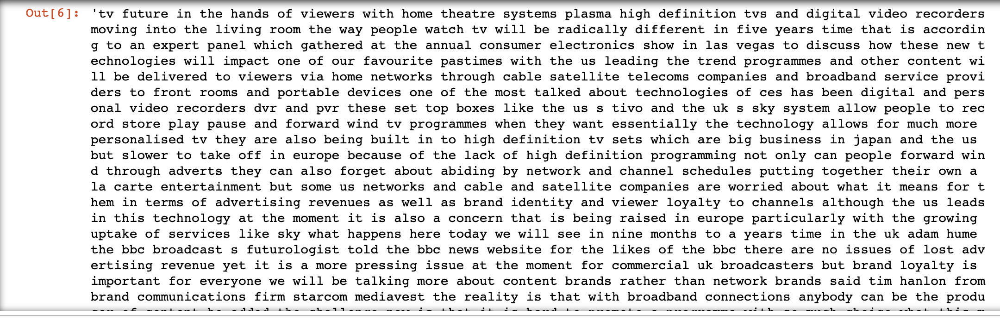 Out[6]: 'tv future in the hands of viewers with home theatre systems plasma high definition tvs and digital video recorders
moving into the living room the way people watch tv will be radically different in five years time that is accordin
g to an expert panel which gathered at the annual consumer electronics show in las vegas to discuss how these new t
echnologies will impact one of our favourite pastimes with the us leading the trend programmes and other content wi
ll be delivered to viewers via home networks through cable satellite telecoms companies and broadband service provi
ders to front rooms and portable devices one of the most talked about technologies of ces has been digital and pers
onal video recorders dvr and pvr these set top boxes like the us s tivo and the uk s sky system allow people to rec
ord store play pause and forward wind tv programmes when they want essentially the technology allows for much more
personalised tv they are also being built in to high definition tv sets which are big business in japan and the us
but slower to take off in europe because of the lack of high definition programming not only can people forward win
d through adverts they can also forget about abiding by network and channel schedules putting together their own a
la carte entertainment but some us networks and cable and satellite companies are worried about what it means for t
hem in terms of advertising revenues as well as brand identity and viewer loyalty to channels although the us leads
in this technology at the moment it is also a concern that is being raised in europe particularly with the growing
uptake of services like sky what happens here today we will see in nine months to a years time in the uk adam hume
the bbc broadcast s futurologist told the bbc news website for the likes of the bbc there are no issues of lost adv
ertising revenue yet it is a more pressing issue at the moment for commercial uk broadcasters but brand loyalty is
important for everyone we will be talking more about content brands rather than network brands said tim hanlon from
brand communications firm starcom mediavest the reality is that with broadband connections anybody can be the produ